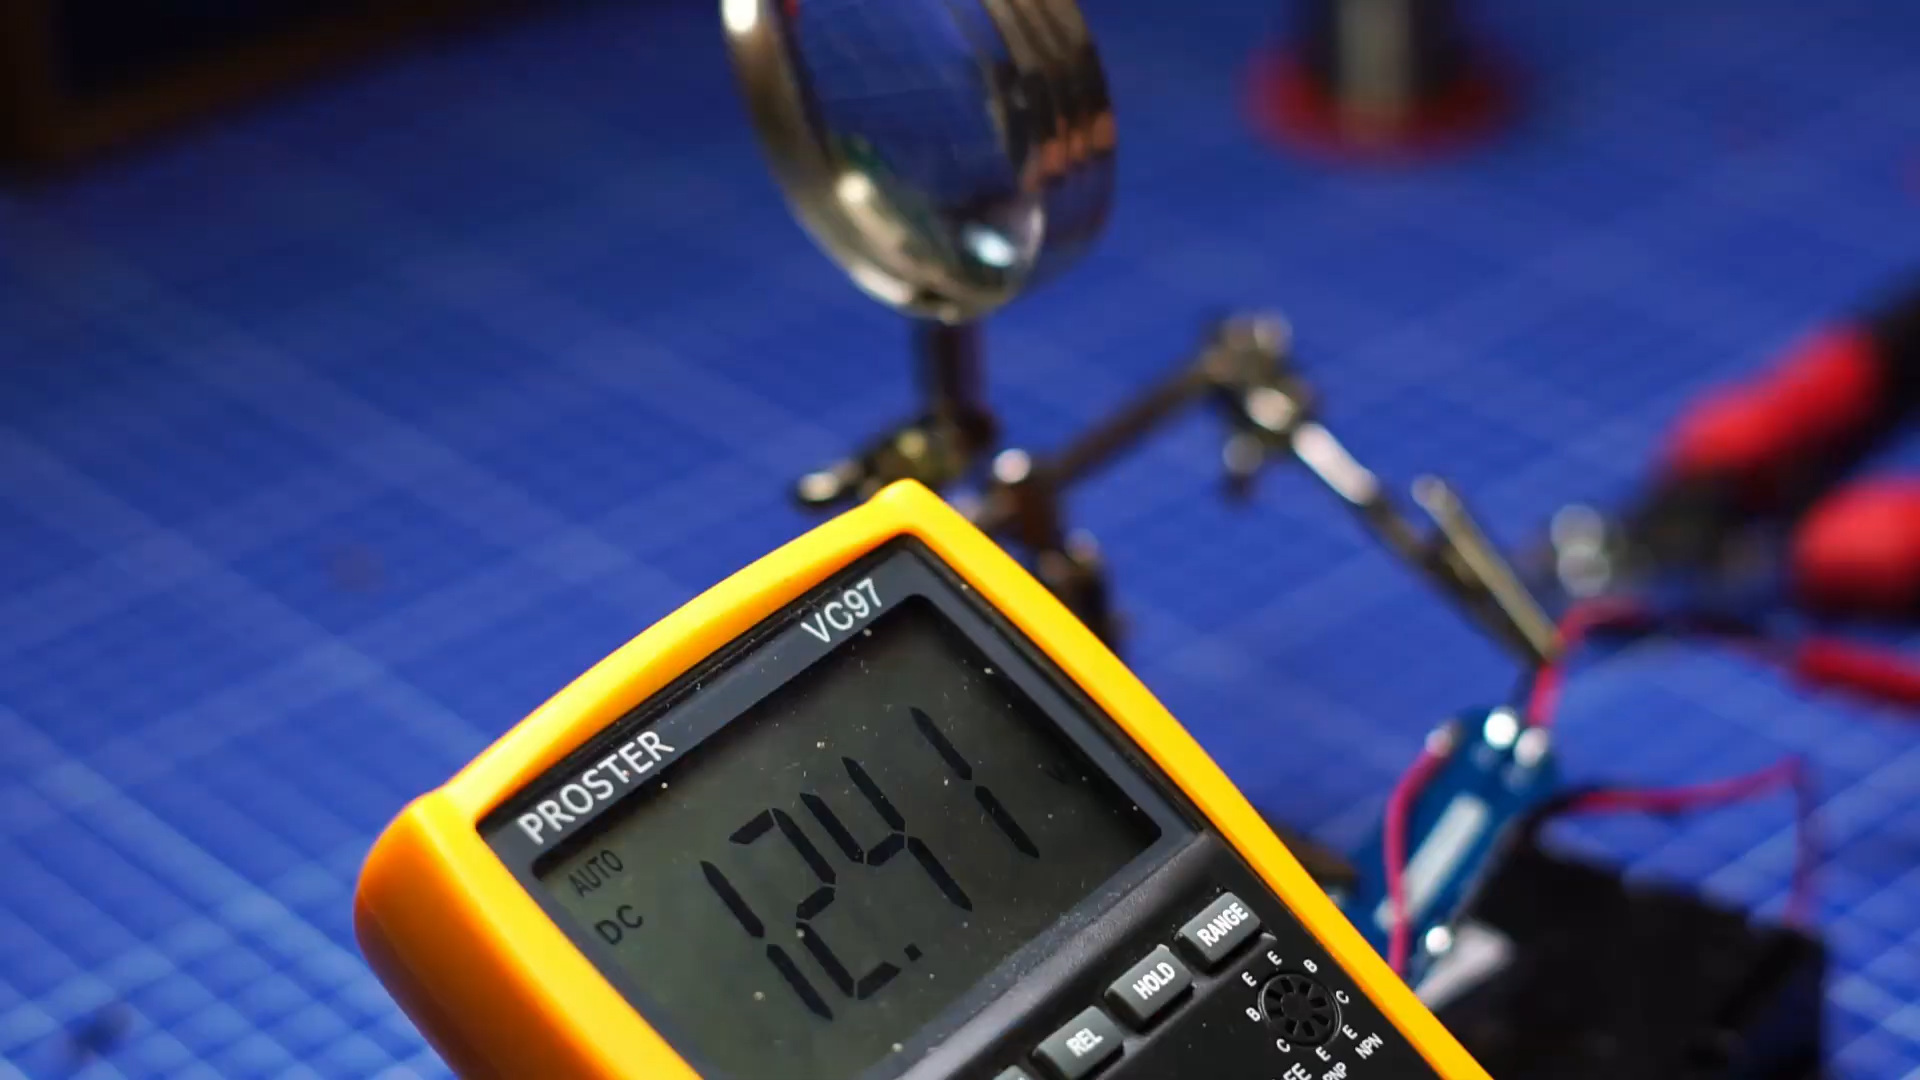 PROSTER VC97
AUTO
DC
12.41
RANGE
HOLD
REL
E E B
B C
C E
E NPN